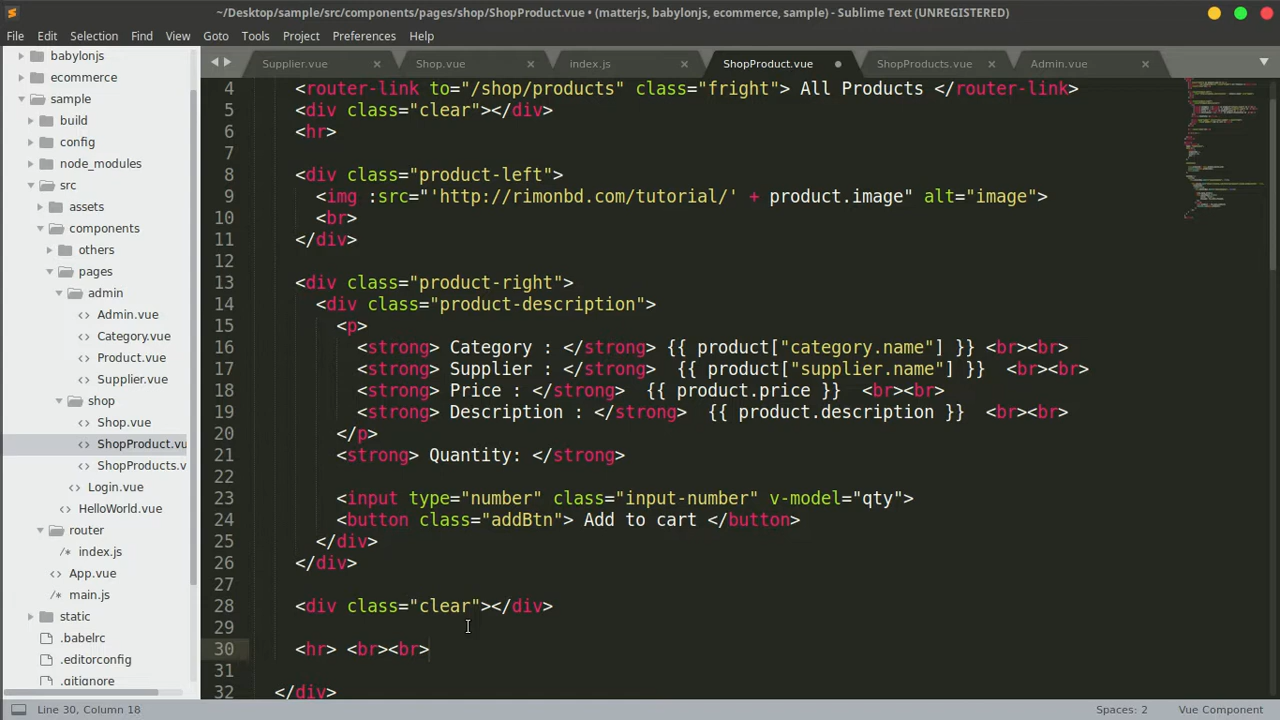 ~/Desktop/sample/src/components/pages/shop/ShopProduct.vue • (matterjs, babylonjs, ecommerce, sample) - Sublime Text (UNREGISTERED)
File Edit Selection Find View Goto Tools Project Preferences Help
Supplier.vue × Shop.vue × index.js × ShopProduct.vue ● ShopProducts.vue × Admin.vue ×
babylonjs
ecommerce
sample
build
config
node_modules
src
assets
components
others
pages
admin
Admin.vue
Category.vue
Product.vue
Supplier.vue
shop
Shop.vue
ShopProduct.vu
ShopProducts.v
Login.vue
HelloWorld.vue
router
/* index.js
App.vue
/* main.js
static
.babelrc
.editorconfig
.gitignore
4 <router-link to="/shop/products" class="fright"> All Products </router-link>
5 <div class="clear"></div>
6 <hr>
7
8 <div class="product-left">
9 <img :src="'http://rimonbd.com/tutorial/' + product.image" alt="image">
10 <br>
11 </div>
12
13 <div class="product-right">
14 <div class="product-description">
15 <p>
16 <strong> Category : </strong> {{ product["category.name"] }} <br><br>
17 <strong> Supplier : </strong> {{ product["supplier.name"] }} <br><br>
18 <strong> Price : </strong> {{ product.price }} <br><br>
19 <strong> Description : </strong> {{ product.description }} <br><br>
20 </p>
21 <strong> Quantity: </strong>
22
23 <input type="number" class="input-number" v-model="qty">
24 <button class="addBtn"> Add to cart </button>
25 </div>
26 </div>
27
28 <div class="clear"></div>
29
30 <hr> <br><br>
31
32 </div>
Line 30, Column 18 Spaces: 2 Vue Component